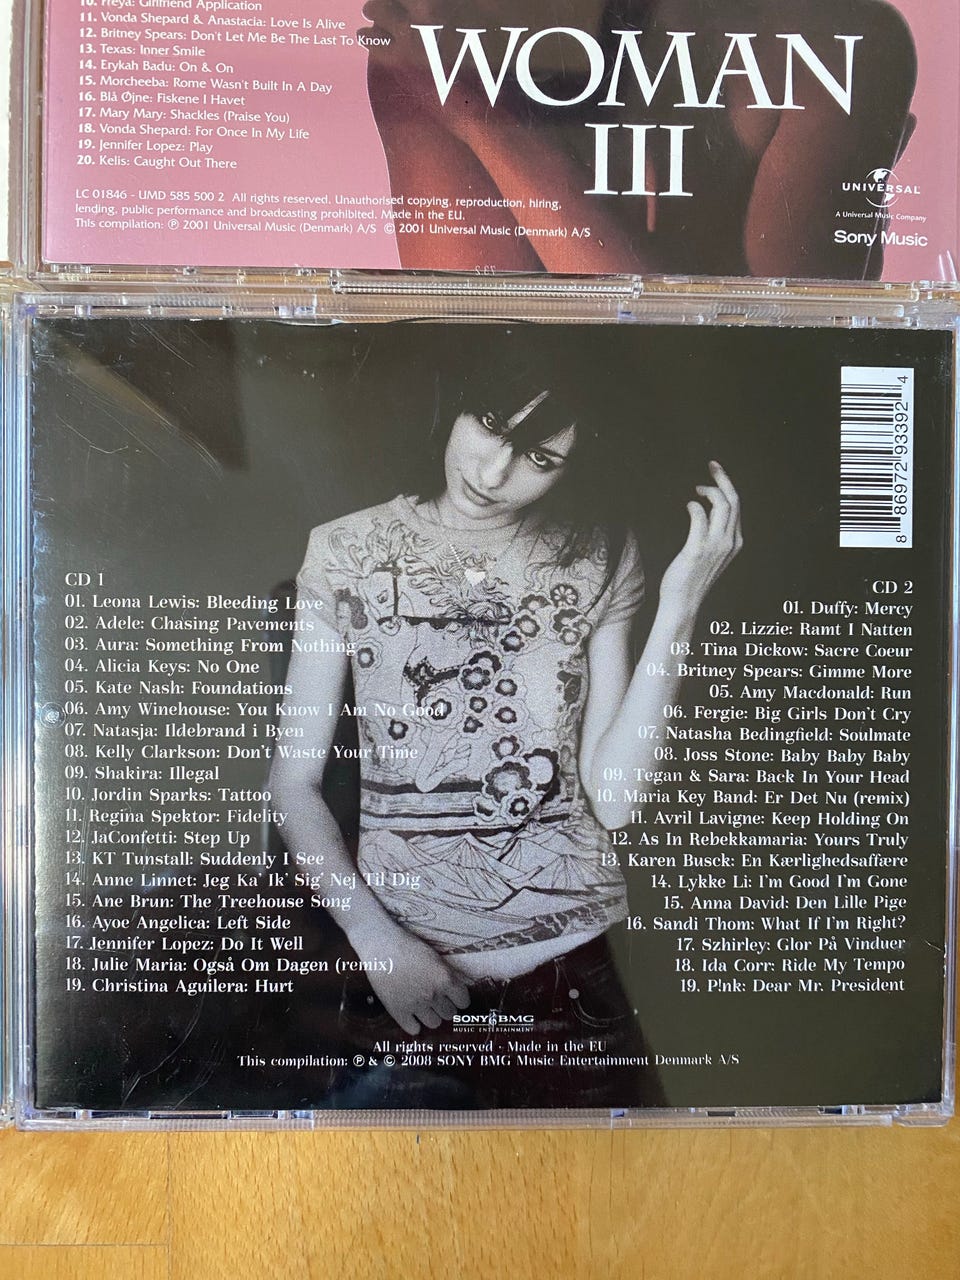 10. Freya: Girlfriend Application
11. Vonda Shepard & Anastacia: Love Is Alive
12. Britney Spears: Don't Let Me Be The Last To Know
13. Texas: Inner Smile
14. Erykah Badu: On & On
15. Morcheeba: Rome Wasn't Built In A Day
16. Blå Øjne: Fiskene I Havet
17. Mary Mary: Shackles (Praise You)
18. Vonda Shepard: For Once In My Life
19. Jennifer Lopez: Play
20. Kelis: Caught Out There
WOMAN
III
LC 01846 - UMD 585 500 2 All rights reserved. Unauthorised copying, reproduction, hiring,
lending, public performance and broadcasting prohibited. Made in the EU.
This compilation: ℗ 2001 Universal Music (Denmark) A/S © 2001 Universal Music (Denmark) A/S
UNIVERSAL
A Universal Music Company
Sony Music
8 86972 93392 4
CD 1
01. Leona Lewis: Bleeding Love
02. Adele: Chasing Pavements
03. Aura: Something From Nothing
04. Alicia Keys: No One
05. Kate Nash: Foundations
06. Amy Winehouse: You Know I Am No Good
07. Natasja: Ildebrand i Byen
08. Kelly Clarkson: Don't Waste Your Time
09. Shakira: Illegal
10. Jordin Sparks: Tattoo
11. Regina Spektor: Fidelity
12. JaConfetti: Step Up
13. KT Tunstall: Suddenly I See
14. Anne Linnet: Jeg Ka' Ik' Sig' Nej Til Dig
15. Ane Brun: The Treehouse Song
16. Ayoe Angelica: Left Side
17. Jennifer Lopez: Do It Well
18. Julie Maria: Også Om Dagen (remix)
19. Christina Aguilera: Hurt
CD 2
01. Duffy: Mercy
02. Lizzie: Ramt I Natten
03. Tina Dickow: Sacre Coeur
04. Britney Spears: Gimme More
05. Amy Macdonald: Run
06. Fergie: Big Girls Don't Cry
07. Natasha Bedingfield: Soulmate
08. Joss Stone: Baby Baby Baby
09. Tegan & Sara: Back In Your Head
10. Maria Key Band: Er Det Nu (remix)
11. Avril Lavigne: Keep Holding On
12. As In Rebekkamaria: Yours Truly
13. Karen Busck: En Kærlighedsaffære
14. Lykke Li: I'm Good I'm Gone
15. Anna David: Den Lille Pige
16. Sandi Thom: What If I'm Right?
17. Szhirley: Glor På Vinduer
18. Ida Corr: Ride My Tempo
19. P!nk: Dear Mr. President
SONY BMG
MUSIC ENTERTAINMENT
All rights reserved · Made in the EU
This compilation: ℗ & © 2008 SONY BMG Music Entertainment Denmark A/S